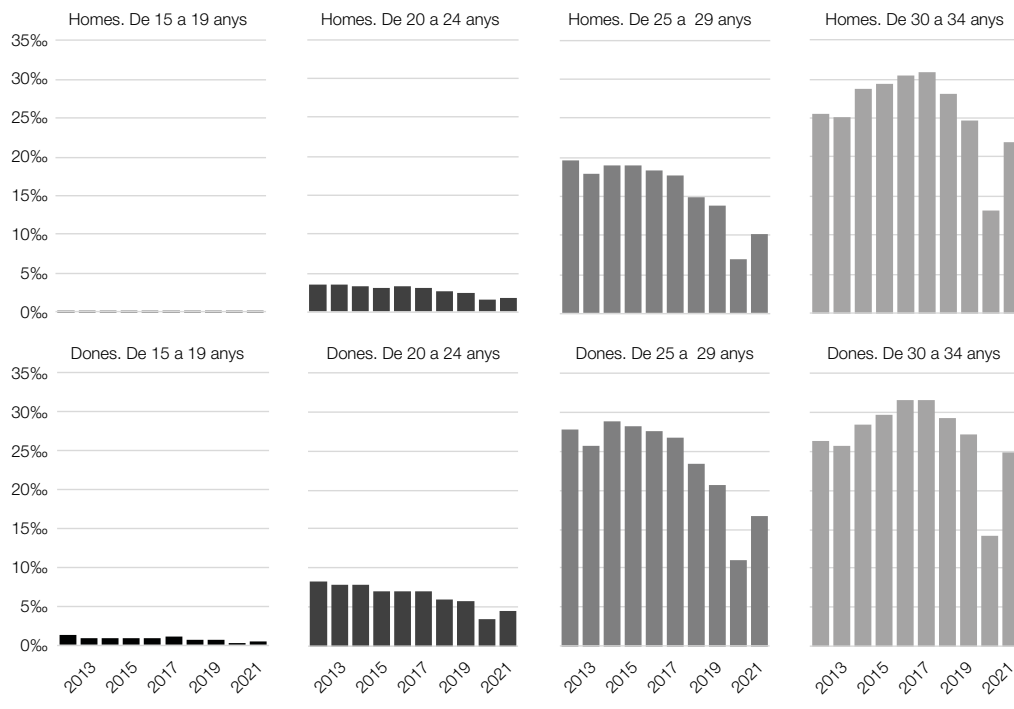 Homes. De 15 a 19 anys
Homes. De 20 a 24 anys
Homes. De 25 a 29 anys
Homes. De 30 a 34 anys
35‰
30‰
25‰
20‰
15‰
10‰
5‰
0‰
Dones. De 15 a 19 anys
Dones. De 20 a 24 anys
Dones. De 25 a 29 anys
Dones. De 30 a 34 anys
35‰
30‰
25‰
20‰
15‰
10‰
5‰
0‰
2013 2015 2017 2019 2021
2013 2015 2017 2019 2021
2013 2015 2017 2019 2021
2013 2015 2017 2019 2021